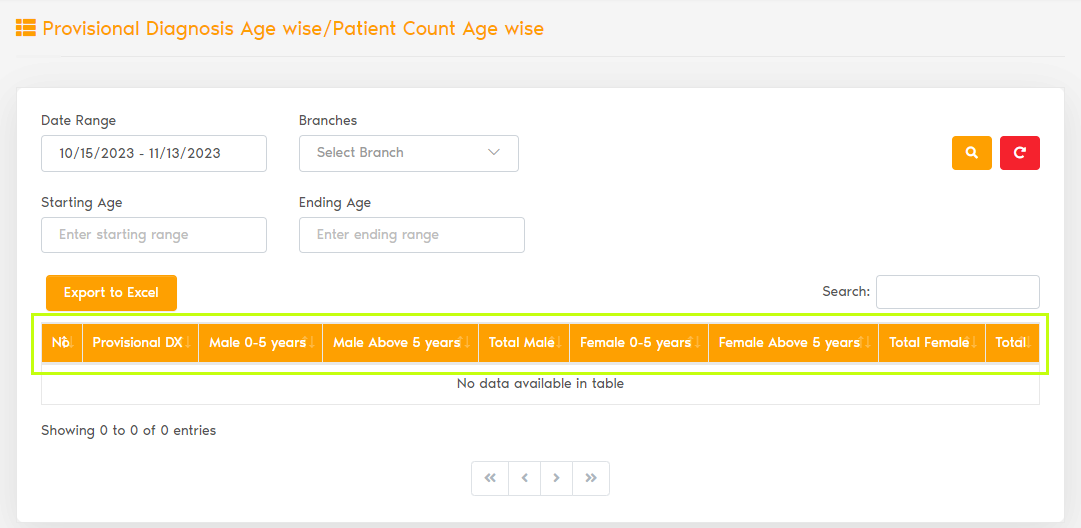 Provisional Diagnosis Age wise/Patient Count Age wise
Date Range Branches
10/15/2023 - 11/13/2023 Select Branch
Starting Age Ending Age
Enter starting range Enter ending range
Export to Excel Search:
No Provisional DX Male 0-5 years Male Above 5 years Total Male Female 0-5 years Female Above 5 years Total Female Total
No data available in table
Showing 0 to 0 of 0 entries